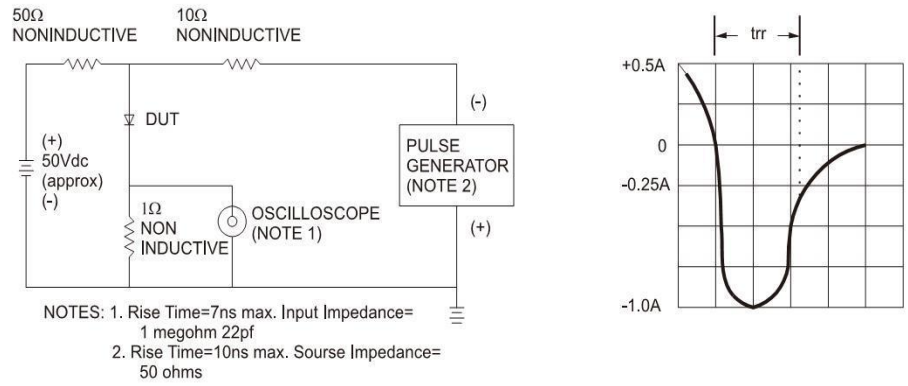 50Ω
NONINDUCTIVE
10Ω
NONINDUCTIVE
DUT
(+)
50Vdc
(approx)
(-)
1Ω
NON
INDUCTIVE
OSCILLOSCOPE
(NOTE 1)
(-)
PULSE
GENERATOR
(NOTE 2)
(+)
NOTES: 1. Rise Time=7ns max. Input Impedance=
1 megohm 22pf
2. Rise Time=10ns max. Sourse Impedance=
50 ohms
trr
+0.5A
0
-0.25A
-1.0A